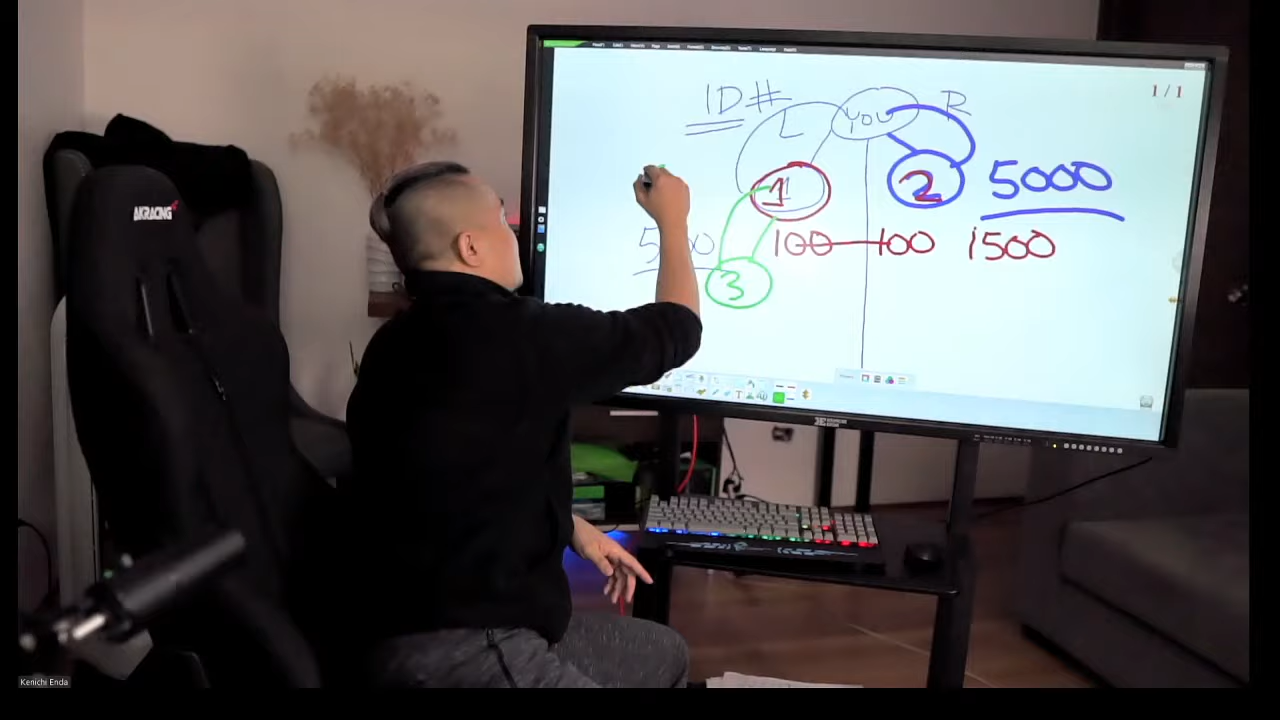 ID #
L
YOU
R
1 / 1
1
2
5000
100 100 1500
3
AKRACING
Kenichi Enda